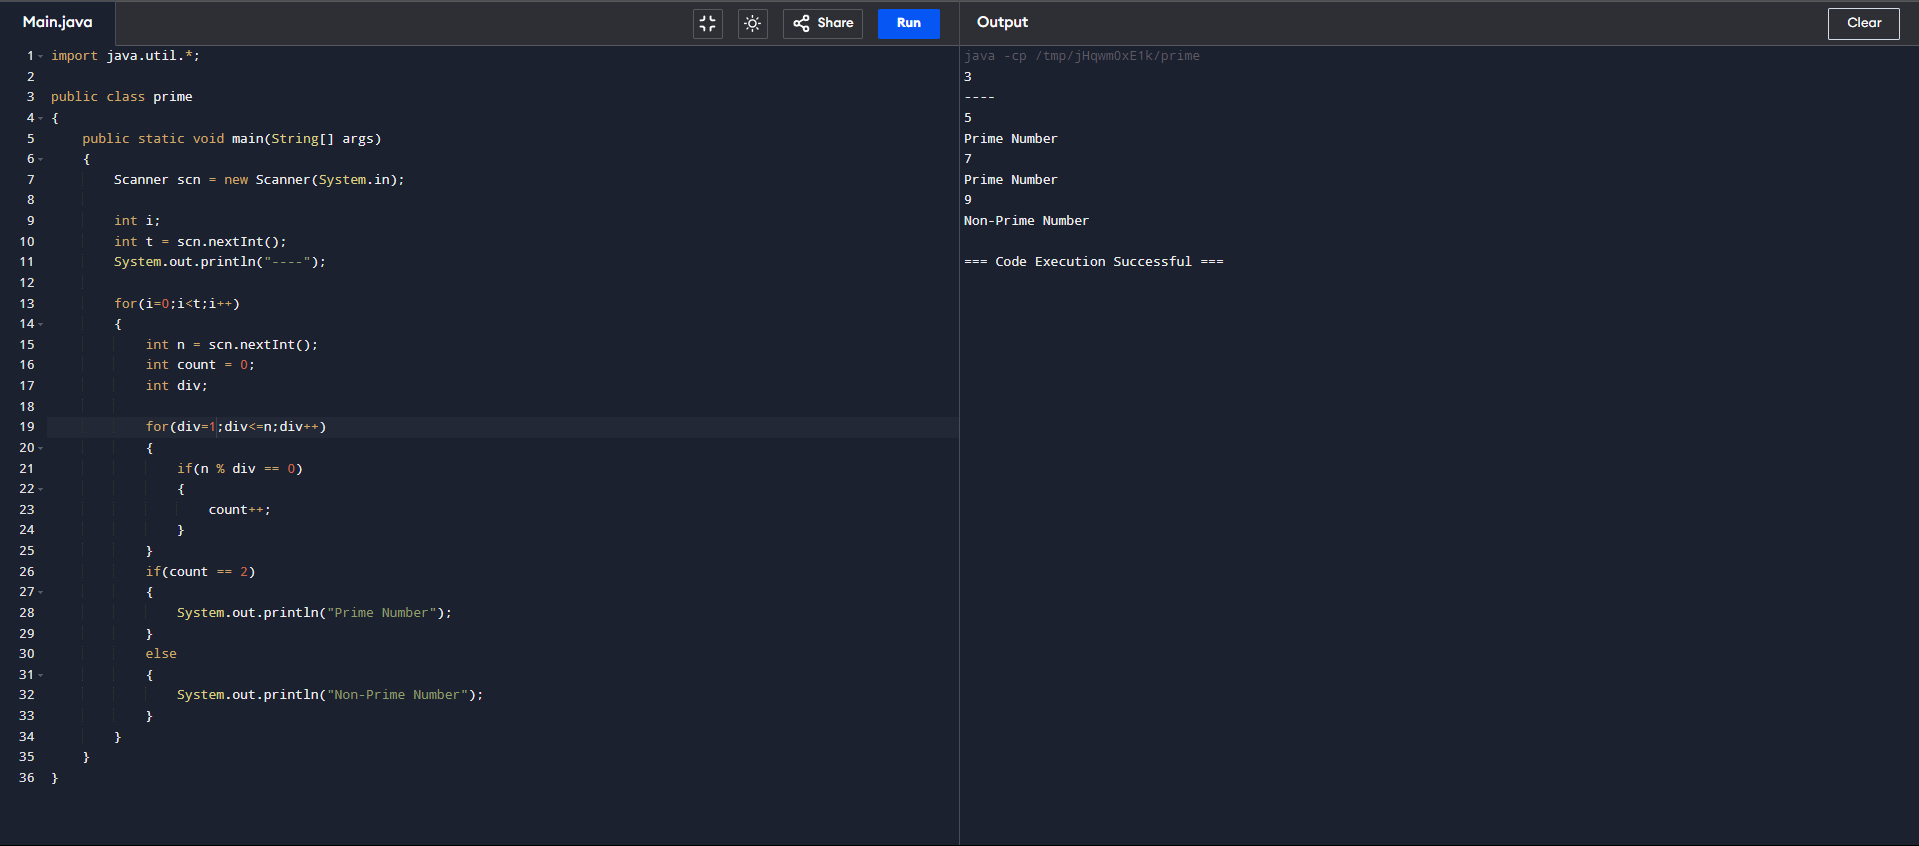 Main.java
Share
Run
Output
Clear
1 import java.util.*;
2
3 public class prime
4 {
5     public static void main(String[] args)
6     {
7         Scanner scn = new Scanner(System.in);
8
9         int i;
10         int t = scn.nextInt();
11         System.out.println("----");
12
13         for(i=0;i<t;i++)
14         {
15             int n = scn.nextInt();
16             int count = 0;
17             int div;
18
19             for(div=1;div<=n;div++)
20             {
21                 if(n % div == 0)
22                 {
23                     count++;
24                 }
25             }
26             if(count == 2)
27             {
28                 System.out.println("Prime Number");
29             }
30             else
31             {
32                 System.out.println("Non-Prime Number");
33             }
34         }
35     }
36 }
java -cp /tmp/jHqwmOxE1k/prime
3
----
5
Prime Number
7
Prime Number
9
Non-Prime Number
=== Code Execution Successful ===